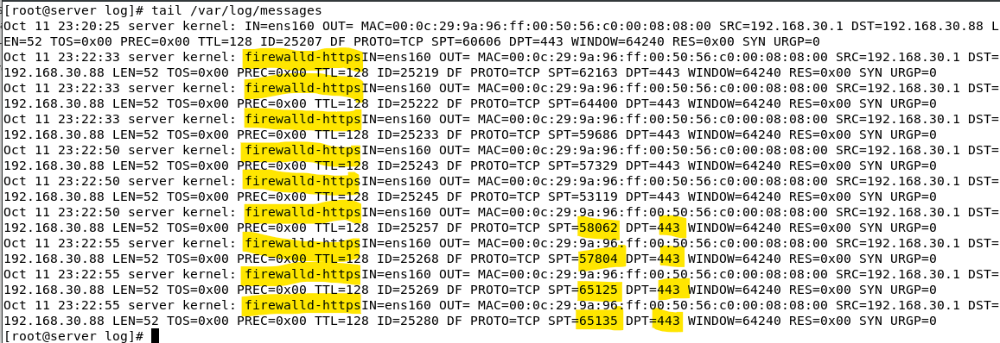 [root@server log]# tail /var/log/messages
Oct 11 23:20:25 server kernel: IN=ens160 OUT= MAC=00:0c:29:9a:96:ff:00:50:56:c0:00:08:08:00 SRC=192.168.30.1 DST=192.168.30.88 L
EN=52 TOS=0x00 PREC=0x00 TTL=128 ID=25207 DF PROTO=TCP SPT=60606 DPT=443 WINDOW=64240 RES=0x00 SYN URGP=0
Oct 11 23:22:33 server kernel: firewalld-httpsIN=ens160 OUT= MAC=00:0c:29:9a:96:ff:00:50:56:c0:00:08:08:00 SRC=192.168.30.1 DST=
192.168.30.88 LEN=52 TOS=0x00 PREC=0x00 TTL=128 ID=25219 DF PROTO=TCP SPT=62163 DPT=443 WINDOW=64240 RES=0x00 SYN URGP=0
Oct 11 23:22:33 server kernel: firewalld-httpsIN=ens160 OUT= MAC=00:0c:29:9a:96:ff:00:50:56:c0:00:08:08:00 SRC=192.168.30.1 DST=
192.168.30.88 LEN=52 TOS=0x00 PREC=0x00 TTL=128 ID=25222 DF PROTO=TCP SPT=64400 DPT=443 WINDOW=64240 RES=0x00 SYN URGP=0
Oct 11 23:22:33 server kernel: firewalld-httpsIN=ens160 OUT= MAC=00:0c:29:9a:96:ff:00:50:56:c0:00:08:08:00 SRC=192.168.30.1 DST=
192.168.30.88 LEN=52 TOS=0x00 PREC=0x00 TTL=128 ID=25233 DF PROTO=TCP SPT=59686 DPT=443 WINDOW=64240 RES=0x00 SYN URGP=0
Oct 11 23:22:50 server kernel: firewalld-httpsIN=ens160 OUT= MAC=00:0c:29:9a:96:ff:00:50:56:c0:00:08:08:00 SRC=192.168.30.1 DST=
192.168.30.88 LEN=52 TOS=0x00 PREC=0x00 TTL=128 ID=25243 DF PROTO=TCP SPT=57329 DPT=443 WINDOW=64240 RES=0x00 SYN URGP=0
Oct 11 23:22:50 server kernel: firewalld-httpsIN=ens160 OUT= MAC=00:0c:29:9a:96:ff:00:50:56:c0:00:08:08:00 SRC=192.168.30.1 DST=
192.168.30.88 LEN=52 TOS=0x00 PREC=0x00 TTL=128 ID=25245 DF PROTO=TCP SPT=53119 DPT=443 WINDOW=64240 RES=0x00 SYN URGP=0
Oct 11 23:22:50 server kernel: firewalld-httpsIN=ens160 OUT= MAC=00:0c:29:9a:96:ff:00:50:56:c0:00:08:08:00 SRC=192.168.30.1 DST=
192.168.30.88 LEN=52 TOS=0x00 PREC=0x00 TTL=128 ID=25257 DF PROTO=TCP SPT=58062 DPT=443 WINDOW=64240 RES=0x00 SYN URGP=0
Oct 11 23:22:55 server kernel: firewalld-httpsIN=ens160 OUT= MAC=00:0c:29:9a:96:ff:00:50:56:c0:00:08:08:00 SRC=192.168.30.1 DST=
192.168.30.88 LEN=52 TOS=0x00 PREC=0x00 TTL=128 ID=25268 DF PROTO=TCP SPT=57804 DPT=443 WINDOW=64240 RES=0x00 SYN URGP=0
Oct 11 23:22:55 server kernel: firewalld-httpsIN=ens160 OUT= MAC=00:0c:29:9a:96:ff:00:50:56:c0:00:08:08:00 SRC=192.168.30.1 DST=
192.168.30.88 LEN=52 TOS=0x00 PREC=0x00 TTL=128 ID=25269 DF PROTO=TCP SPT=65125 DPT=443 WINDOW=64240 RES=0x00 SYN URGP=0
Oct 11 23:22:55 server kernel: firewalld-httpsIN=ens160 OUT= MAC=00:0c:29:9a:96:ff:00:50:56:c0:00:08:08:00 SRC=192.168.30.1 DST=
192.168.30.88 LEN=52 TOS=0x00 PREC=0x00 TTL=128 ID=25280 DF PROTO=TCP SPT=65135 DPT=443 WINDOW=64240 RES=0x00 SYN URGP=0
[root@server log]#